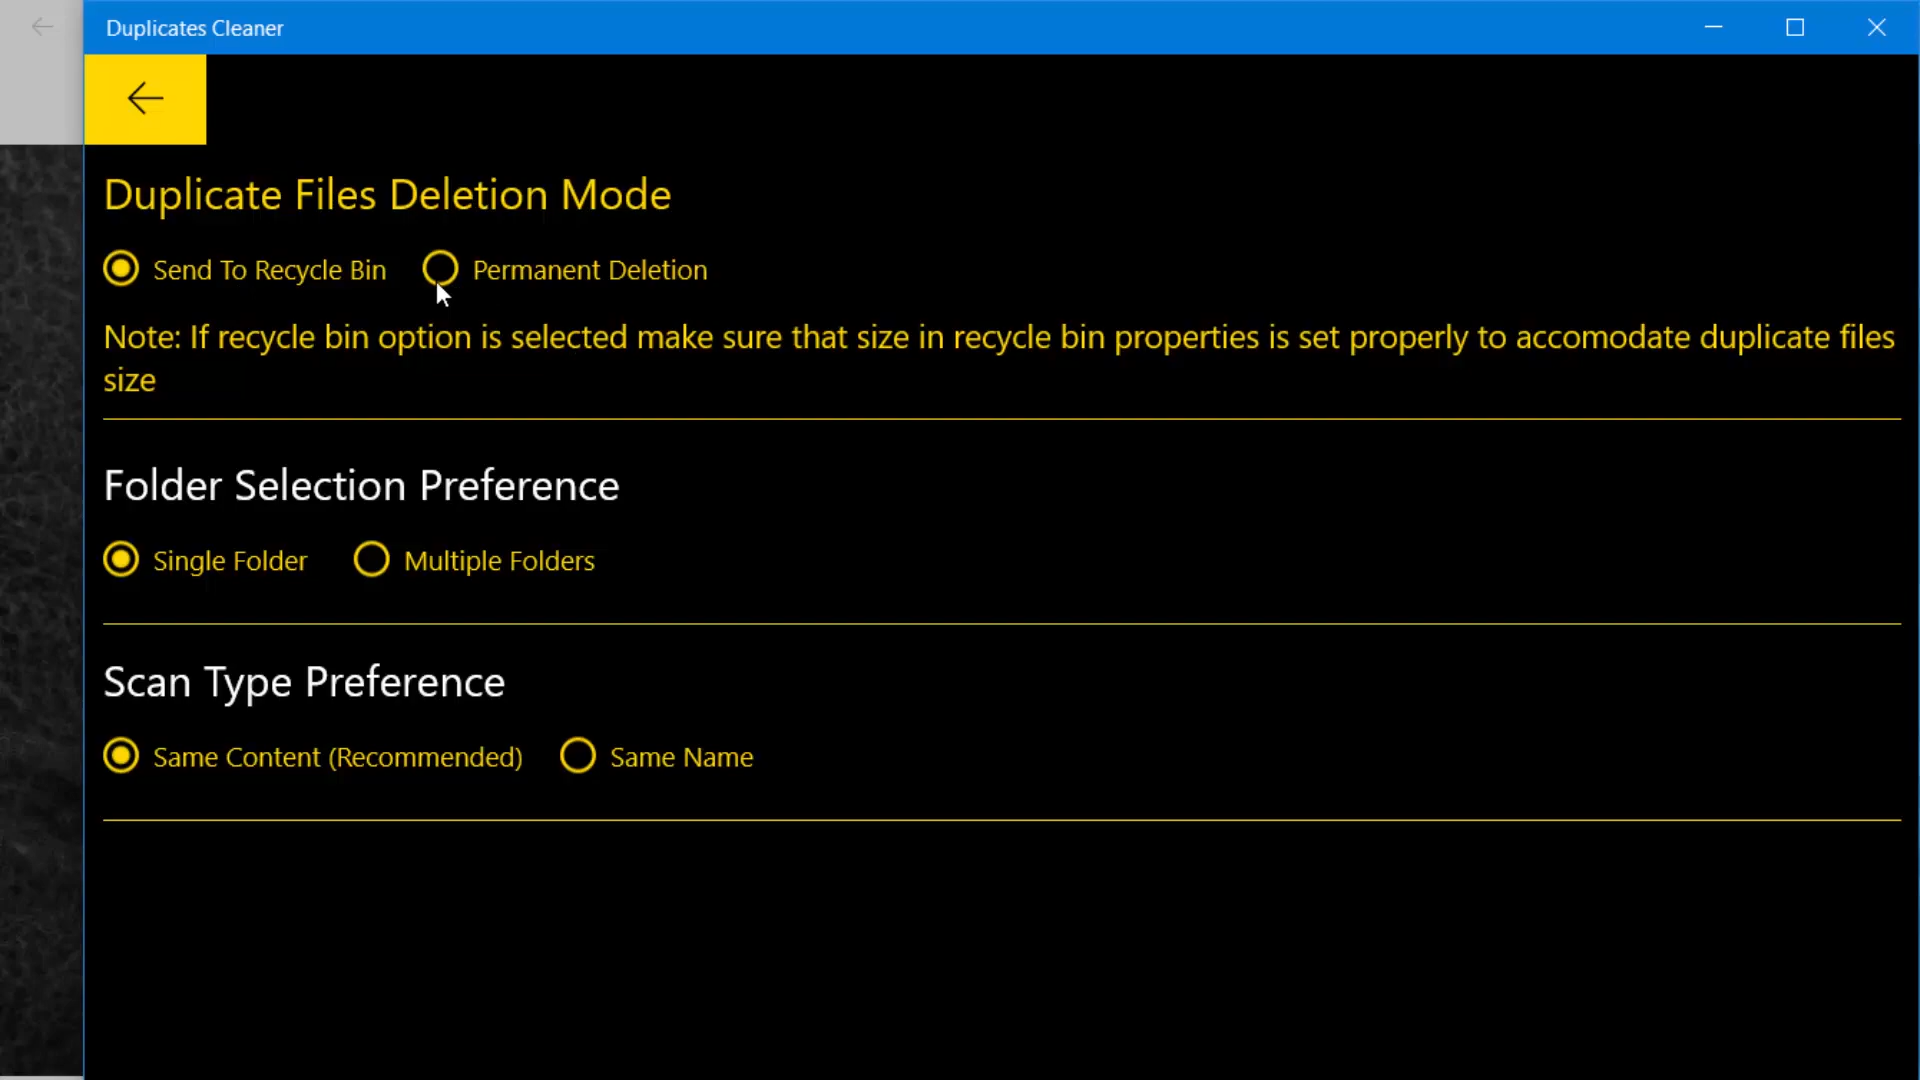 Duplicates Cleaner
Duplicate Files Deletion Mode
Send To Recycle Bin Permanent Deletion
Note: If recycle bin option is selected make sure that size in recycle bin properties is set properly to accomodate duplicate files
size
Folder Selection Preference
Single Folder Multiple Folders
Scan Type Preference
Same Content (Recommended) Same Name